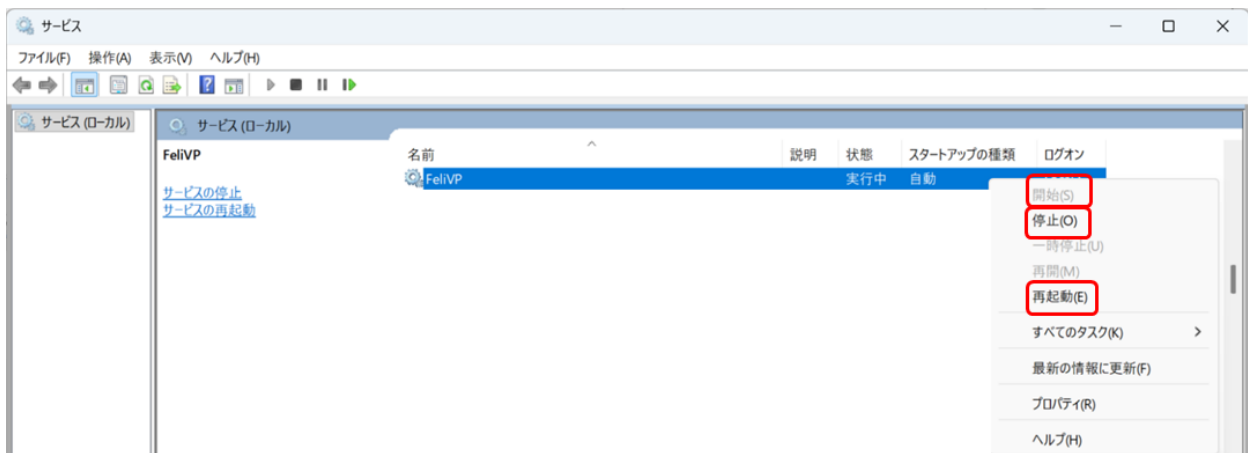 サービス
ファイル(F) 操作(A) 表示(V) ヘルプ(H)
サービス (ローカル)
サービス (ローカル)
FeliVP
サービスの停止
サービスの再起動
名前 説明 状態 スタートアップの種類 ログオン
FeliVP 実行中 自動
開始(S)
停止(O)
一時停止(U)
再開(M)
再起動(E)
すべてのタスク(K)
最新の情報に更新(F)
プロパティ(R)
ヘルプ(H)